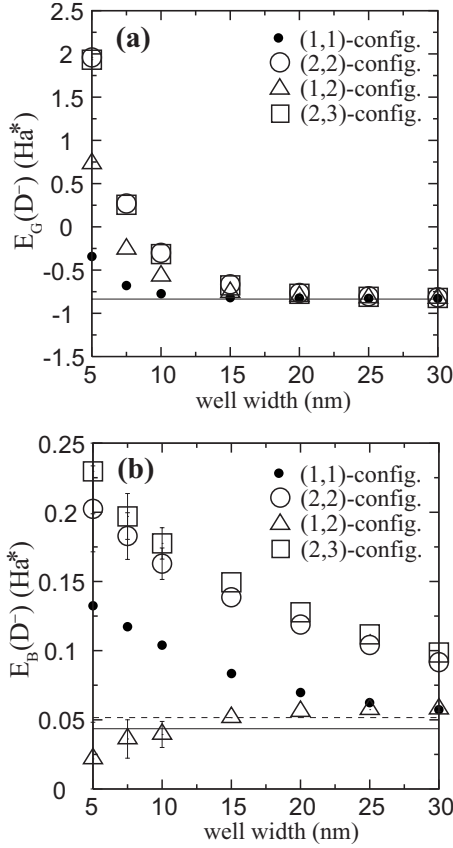 (a)
(1,1)-config.
(2,2)-config.
(1,2)-config.
(2,3)-config.
E_G(D⁻) (Ha*)
2.5
2
1.5
1
0.5
0
-0.5
-1
-1.5
5 10 15 20 25 30
well width (nm)
(b)
(1,1)-config.
(2,2)-config.
(1,2)-config.
(2,3)-config.
E_B(D⁻) (Ha*)
0.25
0.2
0.15
0.1
0.05
0
5 10 15 20 25 30
well width (nm)